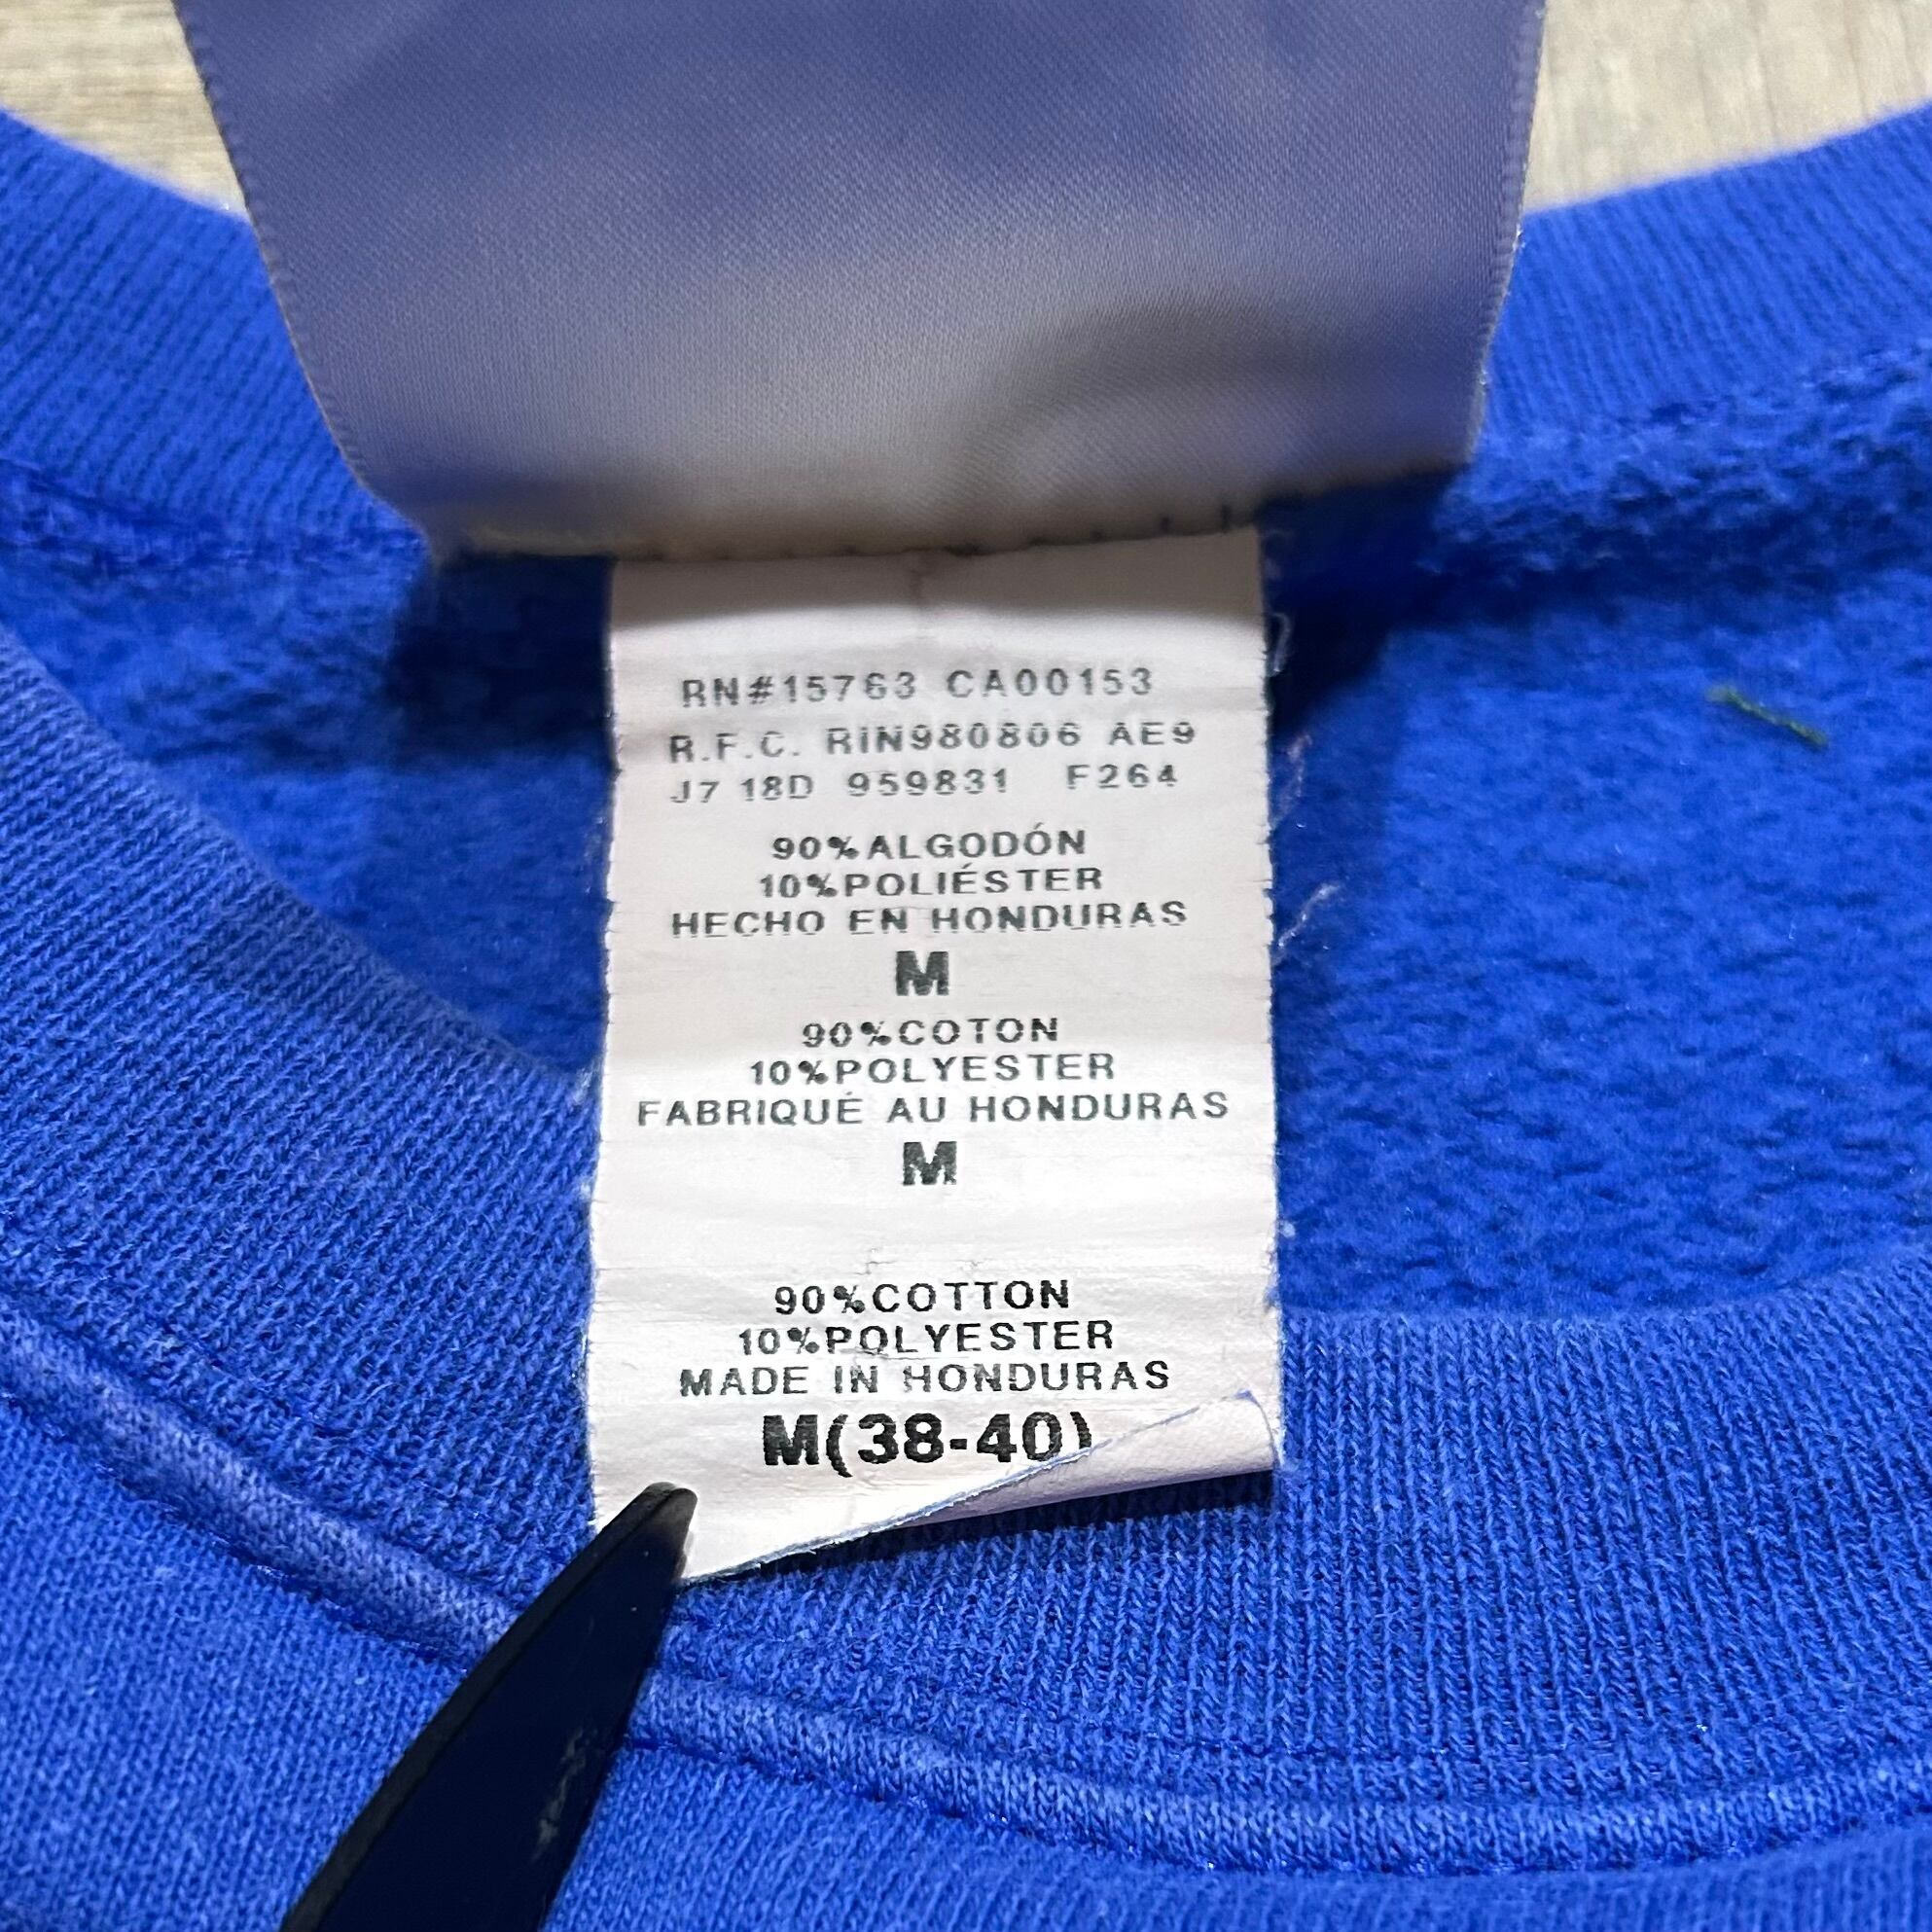 RN#15763 CA00153
R.F.C. RIN980806 AE9
J7 18D 959831 F264
90%ALGODÓN
10%POLIÉSTER
HECHO EN HONDURAS
M
90%COTON
10%POLYESTER
FABRIQUÉ AU HONDURAS
M
90%COTTON
10%POLYESTER
MADE IN HONDURAS
M(38-40)